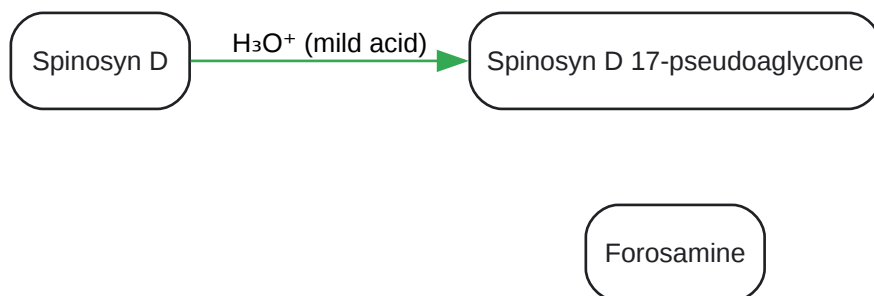 Spinosyn D
H₃O⁺ (mild acid)
Spinosyn D 17-pseudoaglycone
Forosamine